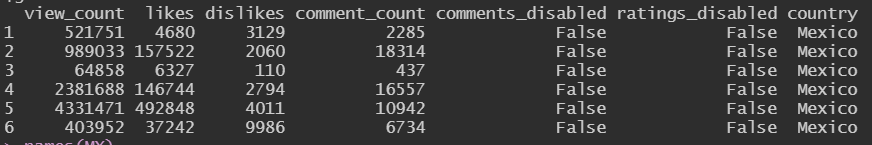 view_count likes dislikes comment_count comments_disabled ratings_disabled country
1 521751 4680 3129 2285 False False Mexico
2 989033 157522 2060 18314 False False Mexico
3 64858 6327 110 437 False False Mexico
4 2381688 146744 2794 16557 False False Mexico
5 4331471 492848 4011 10942 False False Mexico
6 403952 37242 9986 6734 False False Mexico
> names(MX)